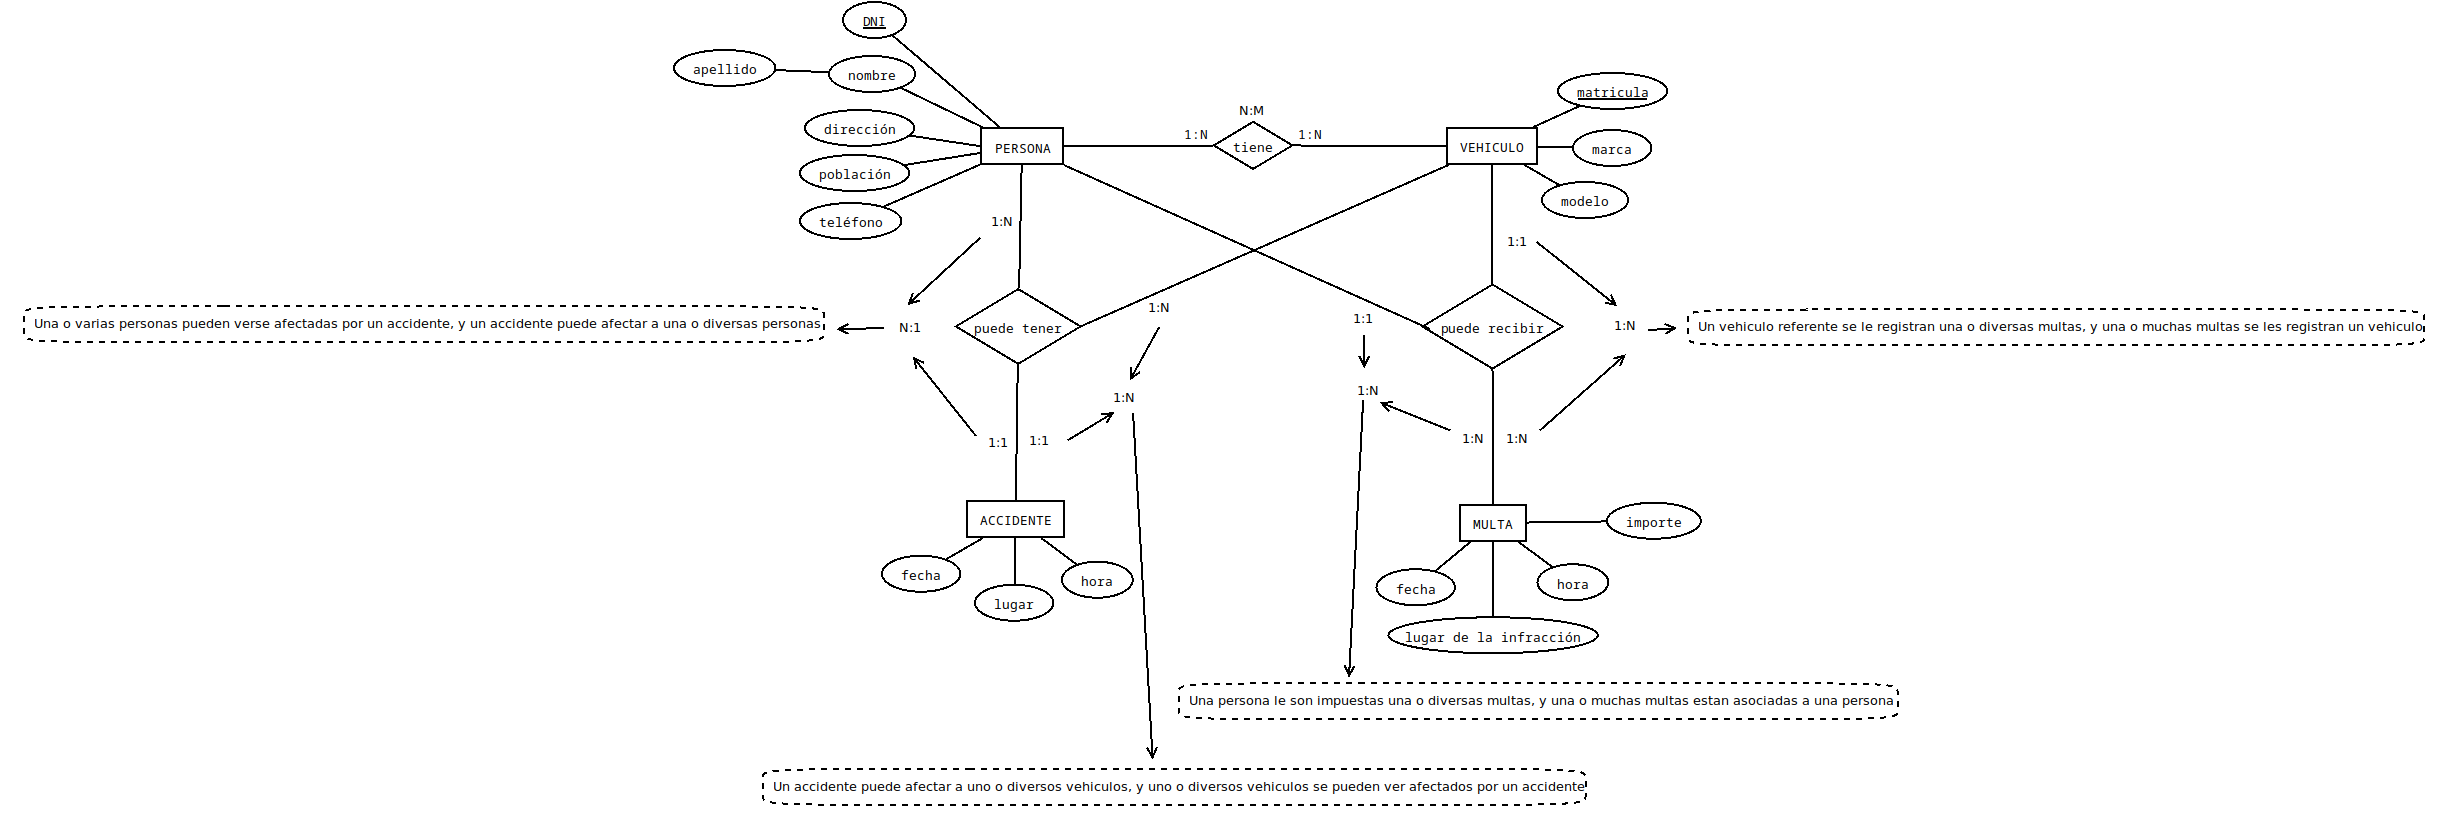 DNI
apellido
nombre
dirección
población
teléfono
PERSONA
1:N
N:M
tiene
1:N
VEHICULO
matricula
marca
modelo
1:N
1:1
Una o varias personas pueden verse afectadas por un accidente, y un accidente puede afectar a una o diversas personas
N:1
puede tener
1:N
1:1
puede recibir
1:N
Un vehiculo referente se le registran una o diversas multas, y una o muchas multas se les registran un vehiculo
1:N
1:N
1:1
1:1
1:N
1:N
ACCIDENTE
fecha
lugar
hora
MULTA
importe
fecha
hora
lugar de la infracción
Una persona le son impuestas una o diversas multas, y una o muchas multas estan asociadas a una persona
Un accidente puede afectar a uno o diversos vehiculos, y uno o diversos vehiculos se pueden ver afectados por un accidente